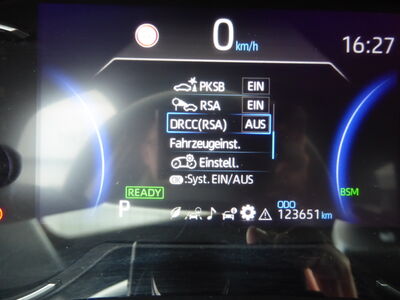 0 km/h
16:27
PKSB EIN
RSA EIN
DRCC(RSA) AUS
Fahrzeugeinst.
Einstell.
OK :Syst. EIN/AUS
READY
BSM
P
ODO
123651 km